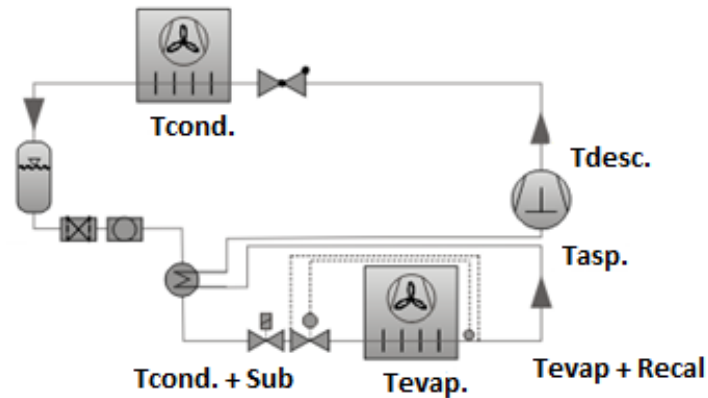 Tcond.
Tdesc.
Tasp.
Tcond. + Sub
Tevap.
Tevap + Recal